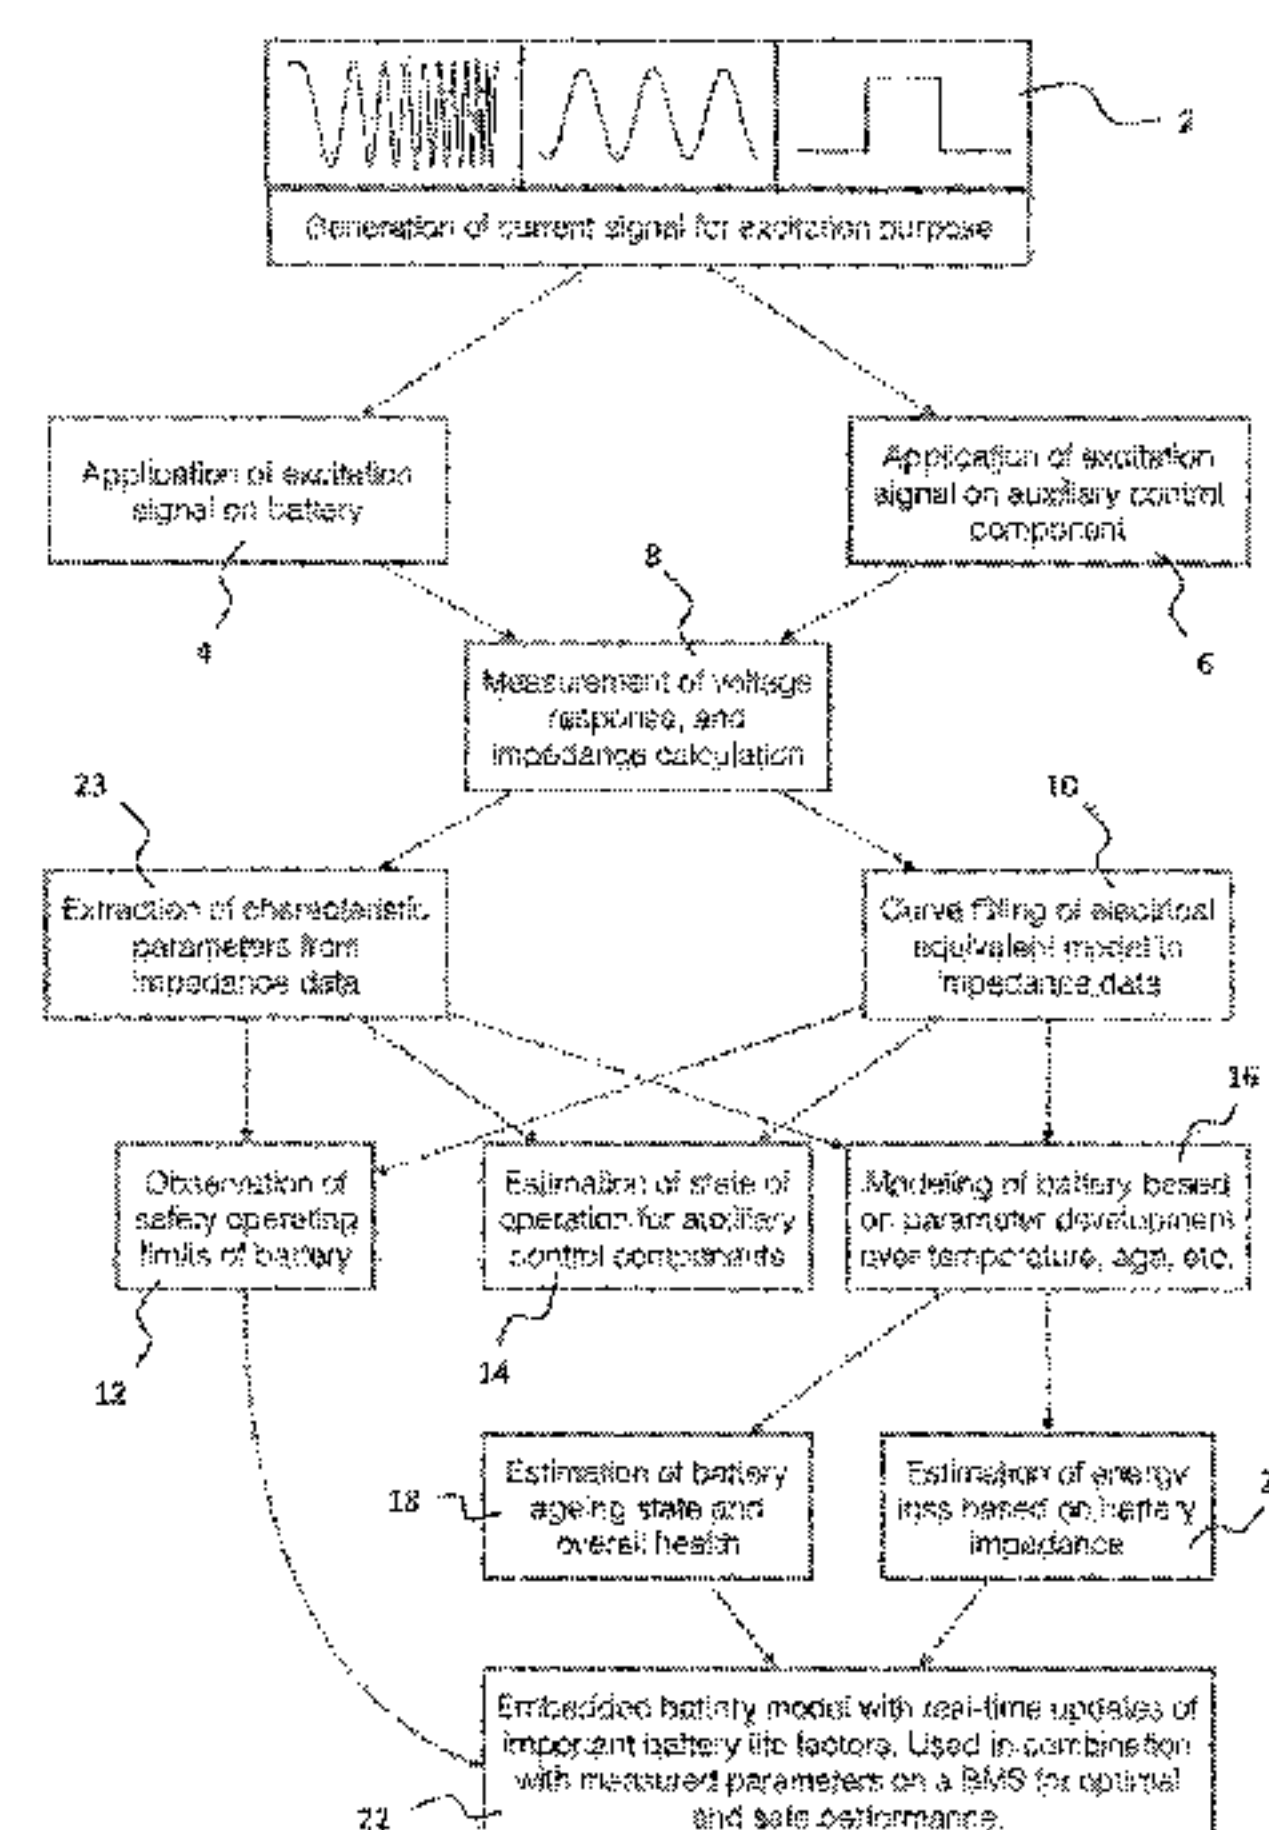 2
Generation of current signal for excitation purpose
Application of excitation
signal on battery
4
Application of excitation
signal on auxiliary control
component
6
8
Measurement of voltage
response, and
impedance calculation
23
Extraction of characteristic
parameters from
impedance data
10
Curve fitting of electrical
equivalent model to
impedance data
Observation of
safety operating
limits of battery
12
Estimation of state of
operation for auxiliary
control components
14
16
Modeling of battery based
on parameter development
over temperature, age, etc.
18
Estimation of battery
ageing state and
overall health
Estimation of energy
loss based on battery
impedance
Embedded battery model with real-time updates of
important battery life factors. Used in combination
with measured parameters on a BMS for optimal
and safe performance.
22